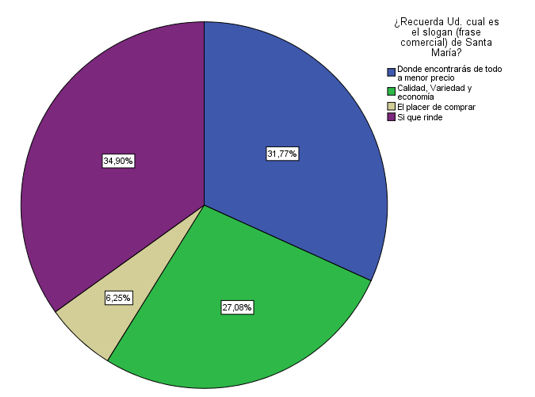 ¿Recuerda Ud. cual es
el slogan (frase
comercial) de Santa
María?
Donde encontrarás de todo
a menor precio
Calidad, Variedad y
economía
El placer de comprar
Si que rinde
31,77%
34,90%
6,25%
27,08%